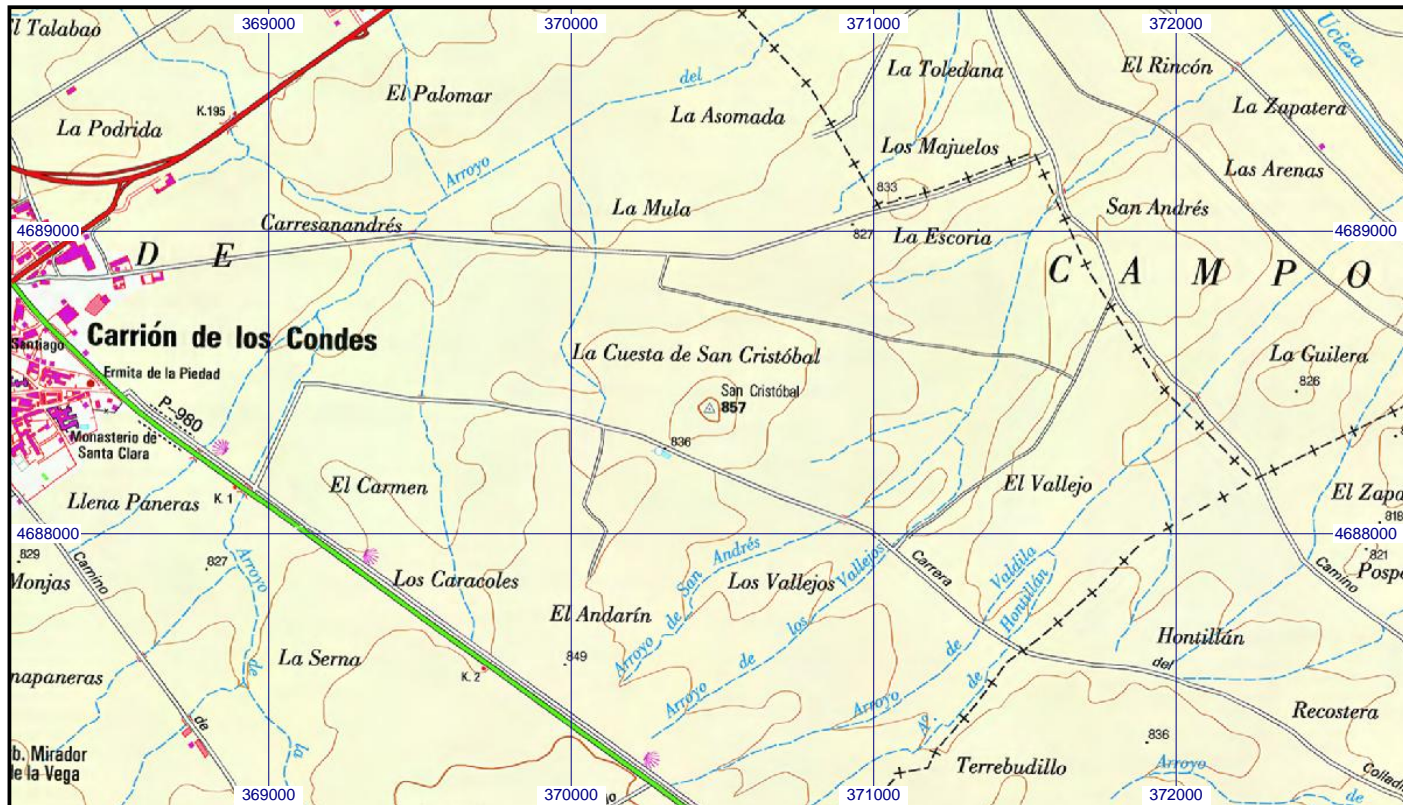 369000
370000
371000
372000
l Talabao
Ucieza
El Rincón
La Toledana
del
El Palomar
K.195
La Zapatera
La Asomada
La Podrida
Los Majuelos
Arroyo
Las Arenas
833
La Mula
San Andrés
Carresanandrés
4689000
827
La Escoria
4689000
D E
C A M P O
Carrión de los Condes
Santiago
La Cuesta de San Cristóbal
La Guilera
Ermita de la Piedad
826
San Cristóbal
857
P-980
Monasterio de
Santa Clara
836
El Carmen
El Vallejo
Llena Paneras
K. 1
El Zapa
818
4688000
4688000
829
827
821
Arroyo de la
Camino de
Monjas
Los Caracoles
Arroyo de San Andrés
Los Vallejos
Arroyo de los Vallejos
Carrera
Arroyo de Valdila
Aº. de Hontillán
Camino
Pospe
El Andarín
Hontillán
La Serna
849
K. 2
del
napaneras
Recostera
836
b. Mirador
de la Vega
Terrebudillo
Arroyo de
Collad
369000
370000
371000
372000